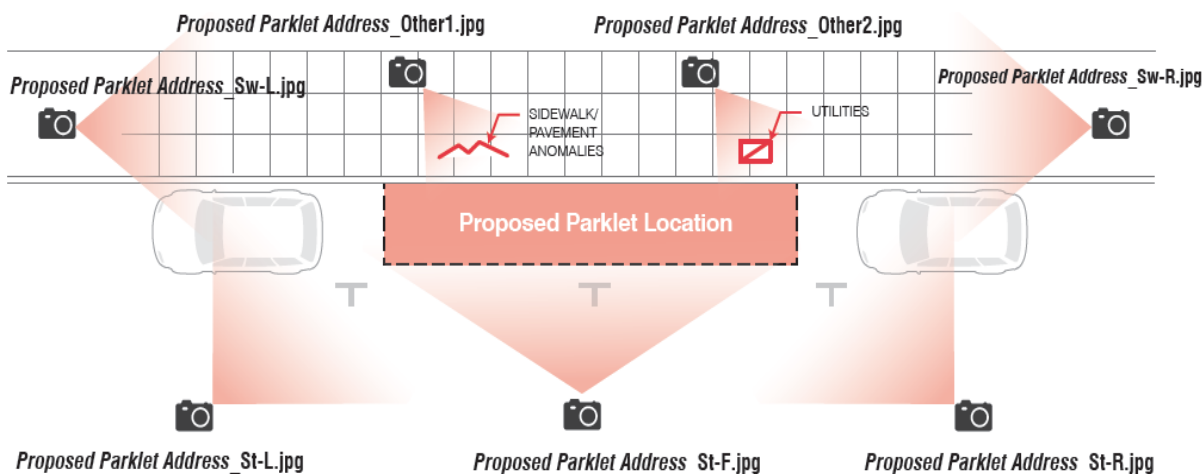 Proposed Parklet Address_Other1.jpg
Proposed Parklet Address_Other2.jpg
Proposed Parklet Address_Sw-L.jpg
Proposed Parklet Address_Sw-R.jpg
SIDEWALK/
PAVEMENT
ANOMALIES
UTILITIES
Proposed Parklet Location
Proposed Parklet Address_St-L.jpg
Proposed Parklet Address_St-F.jpg
Proposed Parklet Address_St-R.jpg